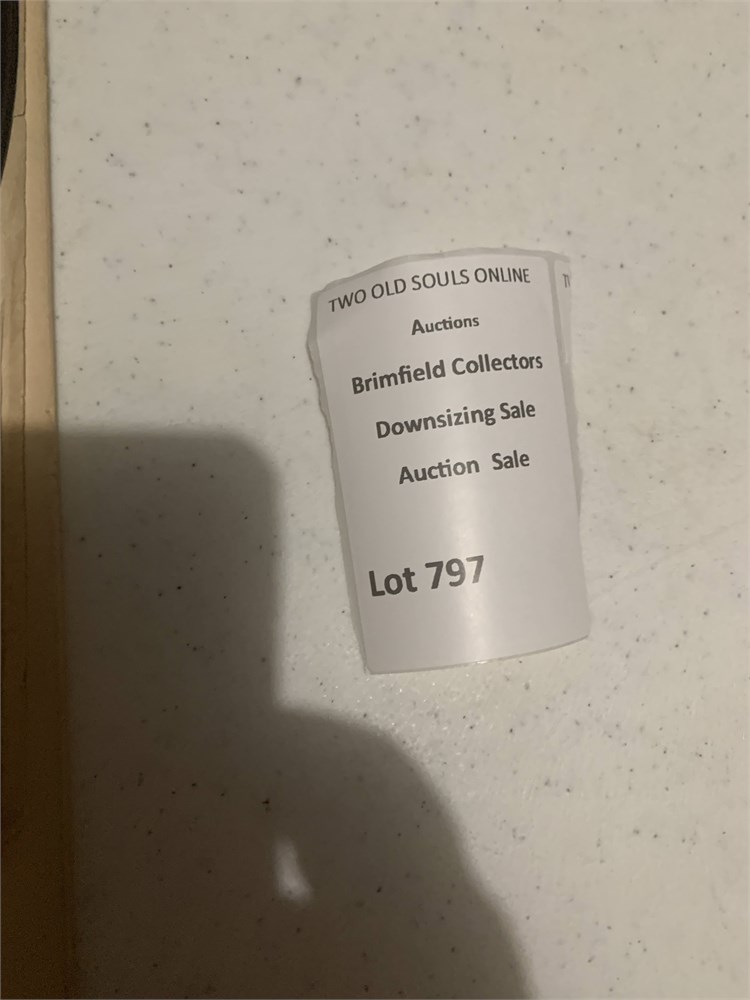 TWO OLD SOULS ONLINE
Auctions
Brimfield Collectors
Downsizing Sale
Auction Sale
Lot 797